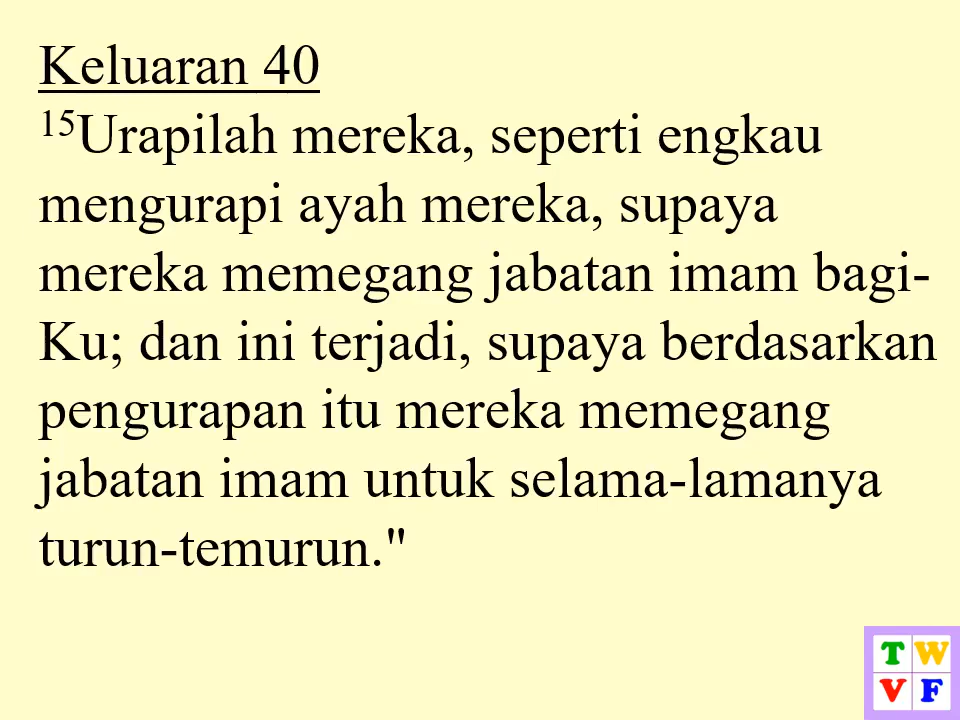 Keluaran 40
15Urapilah mereka, seperti engkau
mengurapi ayah mereka, supaya
mereka memegang jabatan imam bagi-
Ku; dan ini terjadi, supaya berdasarkan
pengurapan itu mereka memegang
jabatan imam untuk selama-lamanya
turun-temurun."
T W
V F